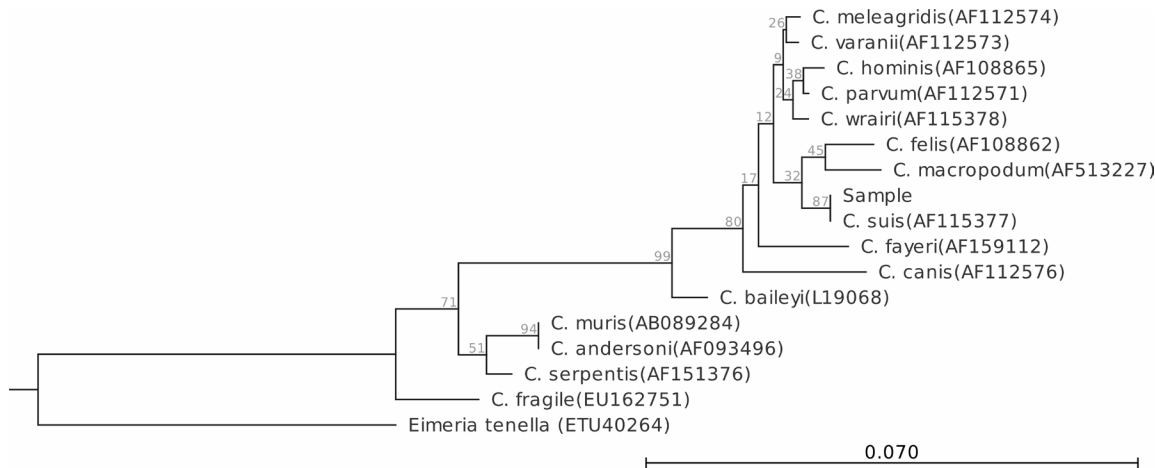 26
C. meleagridis(AF112574)
C. varanii(AF112573)
9
38
C. hominis(AF108865)
24
C. parvum(AF112571)
C. wrairi(AF115378)
12
45
C. felis(AF108862)
C. macropodum(AF513227)
17
32
87
Sample
C. suis(AF115377)
80
C. fayeri(AF159112)
99
C. canis(AF112576)
C. baileyi(L19068)
71
94
C. muris(AB089284)
51
C. andersoni(AF093496)
C. serpentis(AF151376)
C. fragile(EU162751)
Eimeria tenella (ETU40264)
0.070